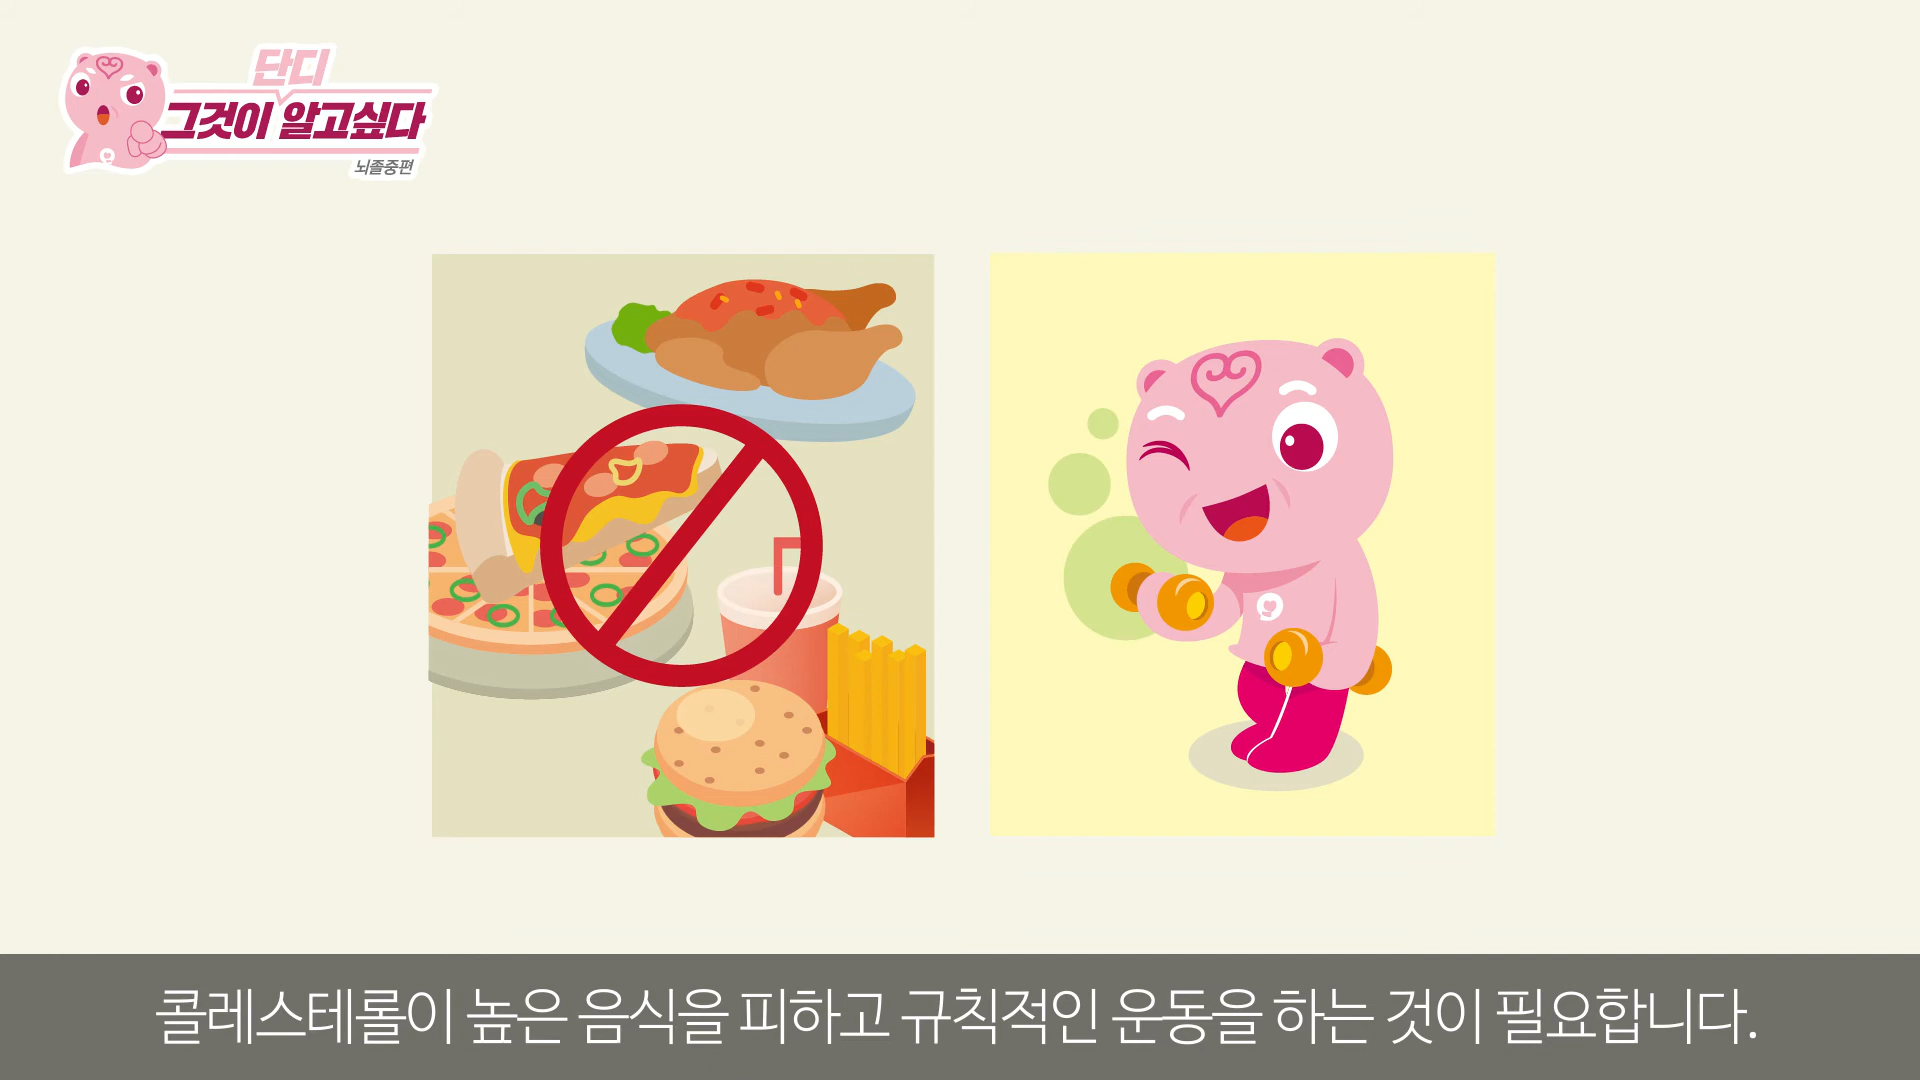 단디
그것이 알고싶다
뇌졸중편
콜레스테롤이 높은 음식을 피하고 규칙적인 운동을 하는 것이 필요합니다.